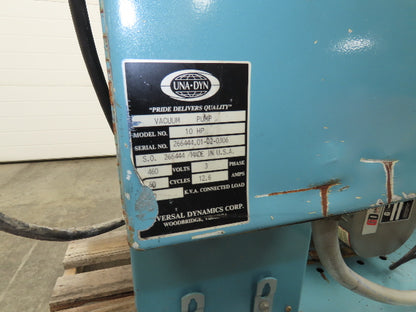 UNA-DYN
"PRIDE DELIVERS QUALITY"
VACUUM PUMP
MODEL NO. 10 HP
SERIAL NO. 266444.01-02-0306
S.O. 266444 MADE IN U.S.A.
460 VOLTS 3 PHASE
60 CYCLES 12.6 AMPS
K.V.A. CONNECTED LOAD
VERSAL DYNAMICS CORP.
WOODBRIDGE,